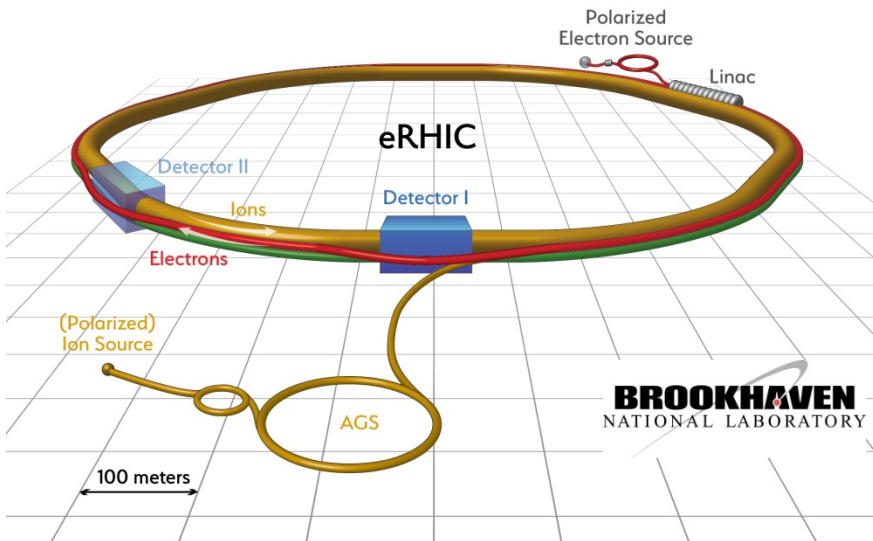 Polarized
Electron Source
Linac
eRHIC
Detector II
Detector I
Ions
Electrons
(Polarized)
Ion Source
AGS
BROOKHAVEN
NATIONAL LABORATORY
100 meters